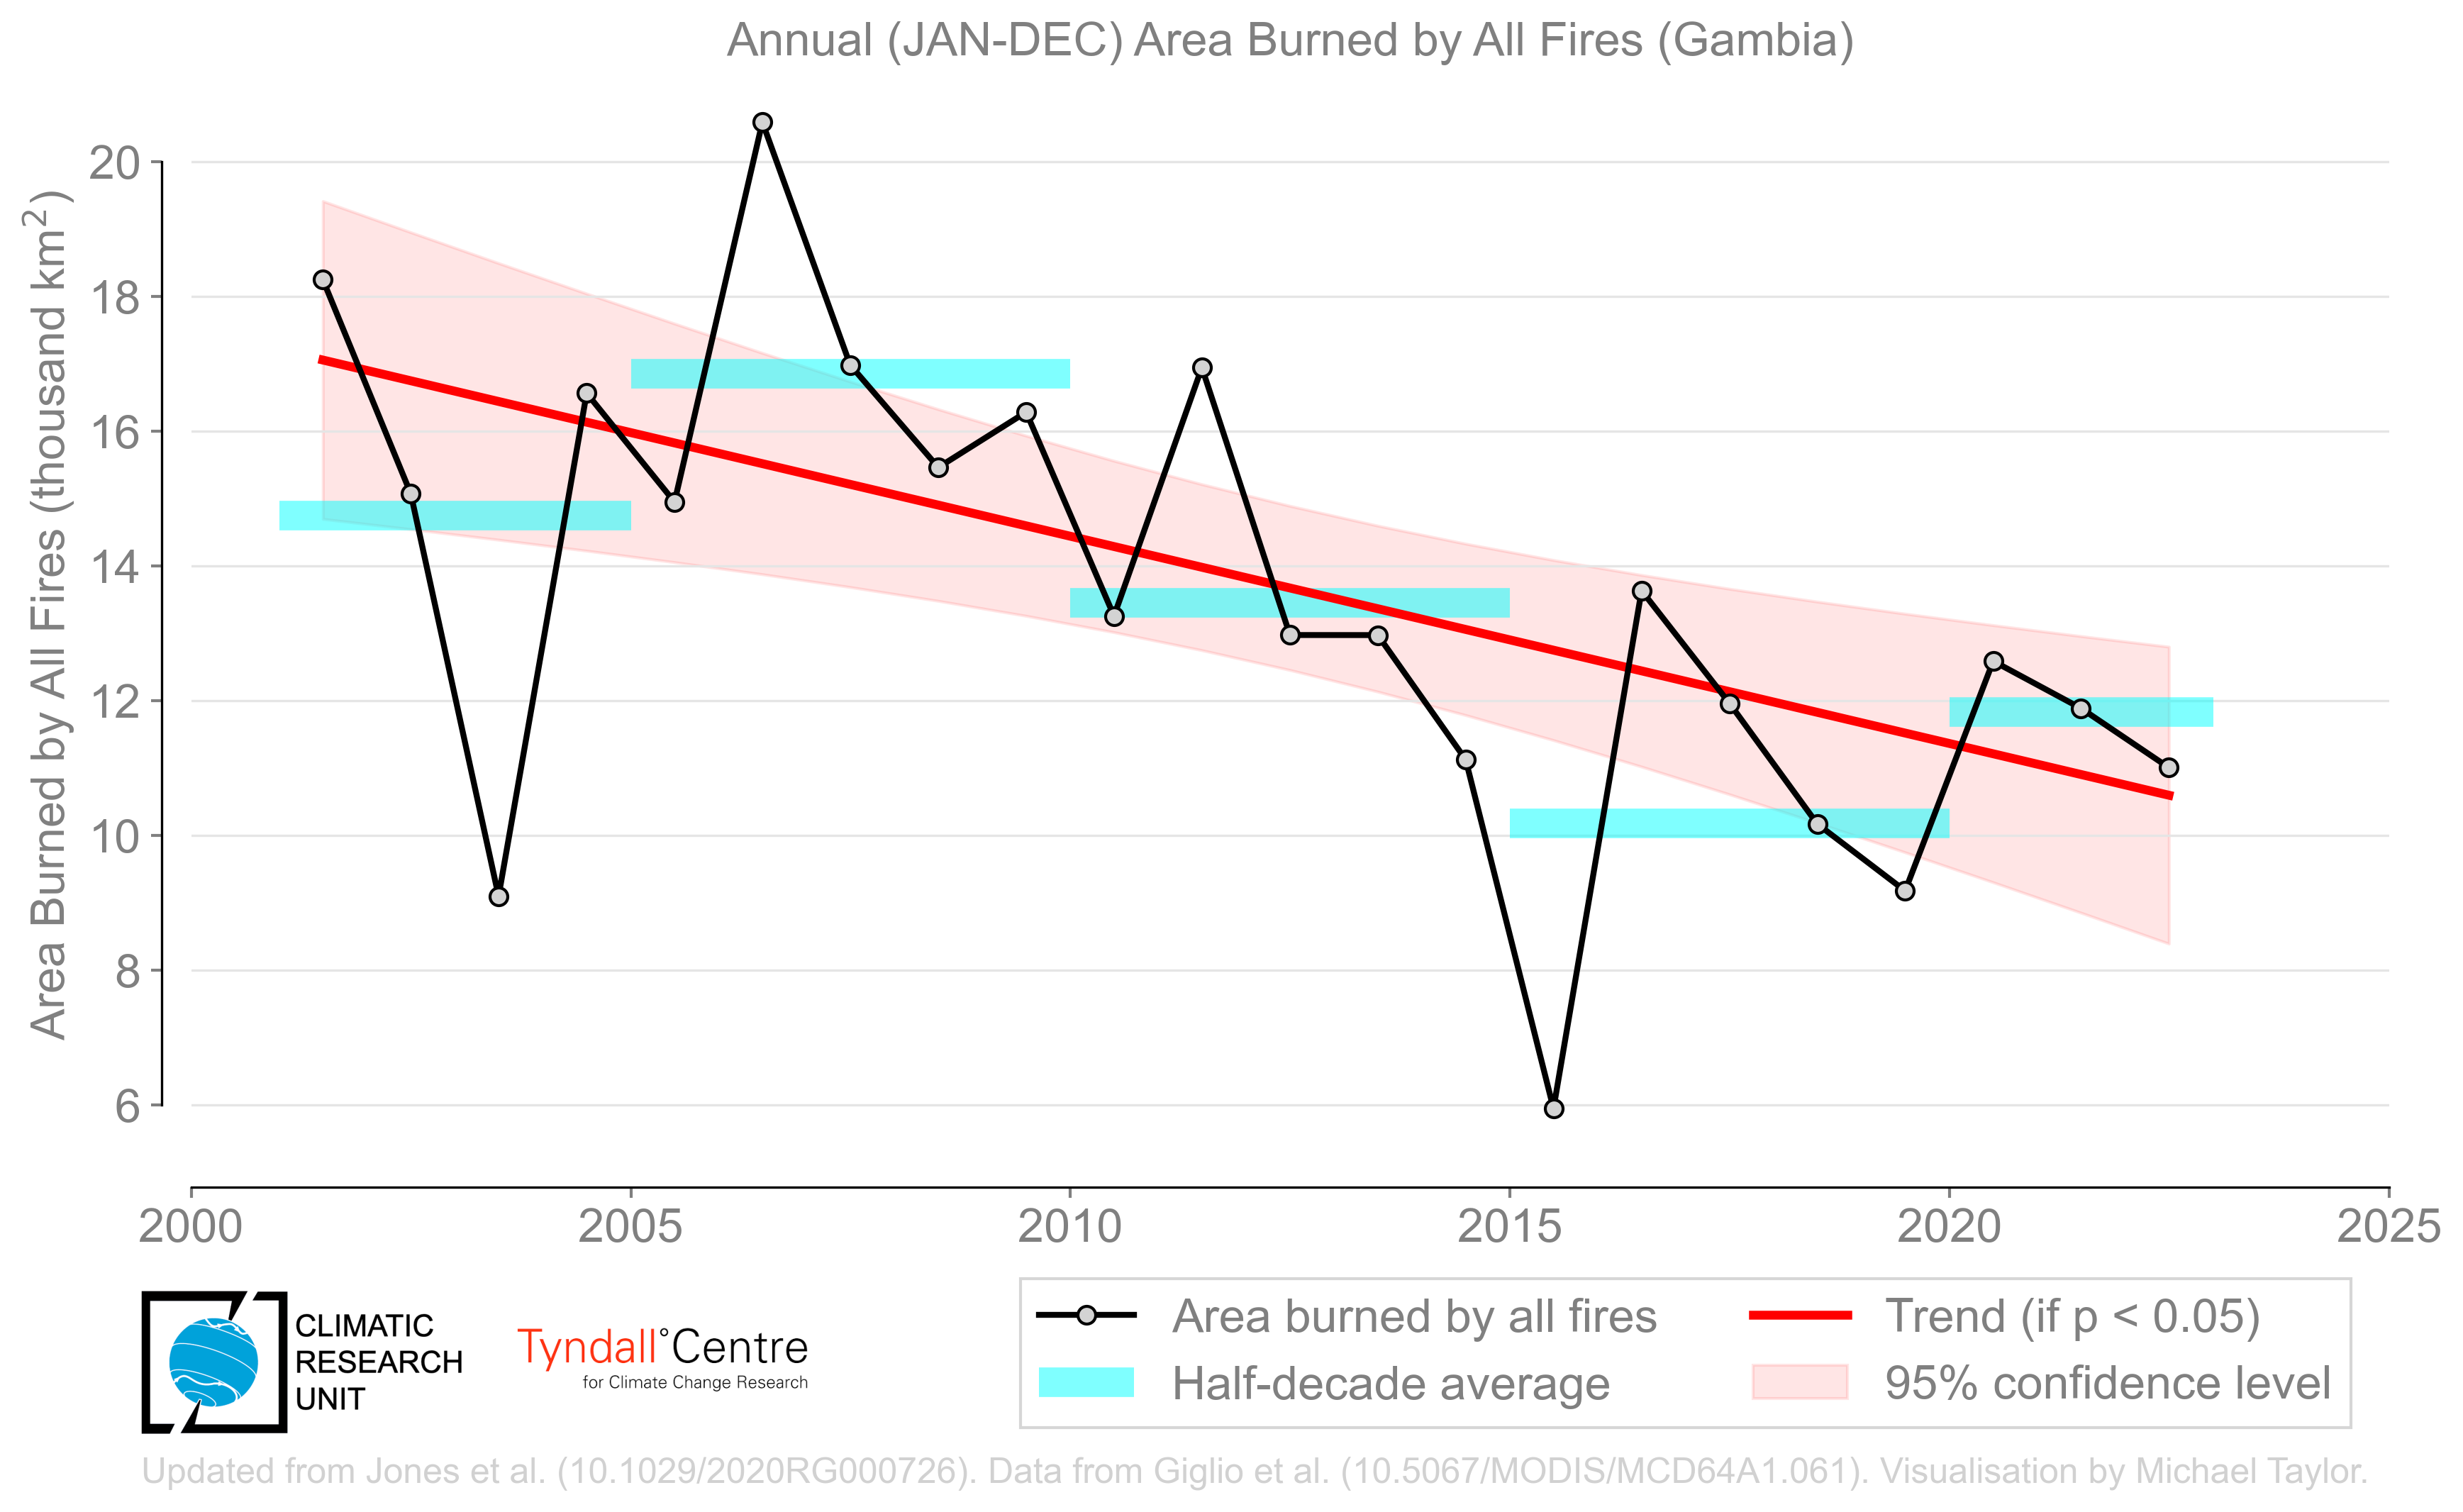 Annual (JAN-DEC) Area Burned by All Fires (Gambia)
Area Burned by All Fires (thousand km²)
20
18
16
14
12
10
8
6
2000
2005
2010
2015
2020
2025
CLIMATIC
RESEARCH
UNIT
Tyndall°Centre
for Climate Change Research
Area burned by all fires
Half-decade average
Trend (if p < 0.05)
95% confidence level
Updated from Jones et al. (10.1029/2020RG000726). Data from Giglio et al. (10.5067/MODIS/MCD64A1.061). Visualisation by Michael Taylor.